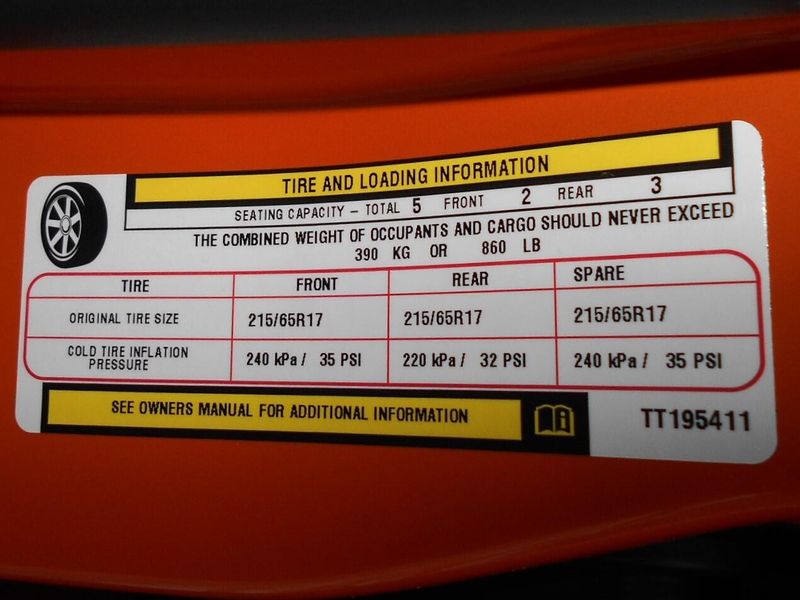 TIRE AND LOADING INFORMATION
SEATING CAPACITY – TOTAL 5 FRONT 2 REAR 3
THE COMBINED WEIGHT OF OCCUPANTS AND CARGO SHOULD NEVER EXCEED
390 KG OR 860 LB
TIRE FRONT REAR SPARE
ORIGINAL TIRE SIZE 215/65R17 215/65R17 215/65R17
COLD TIRE INFLATION
PRESSURE 240 kPa / 35 PSI 220 kPa / 32 PSI 240 kPa / 35 PSI
SEE OWNERS MANUAL FOR ADDITIONAL INFORMATION
TT195411